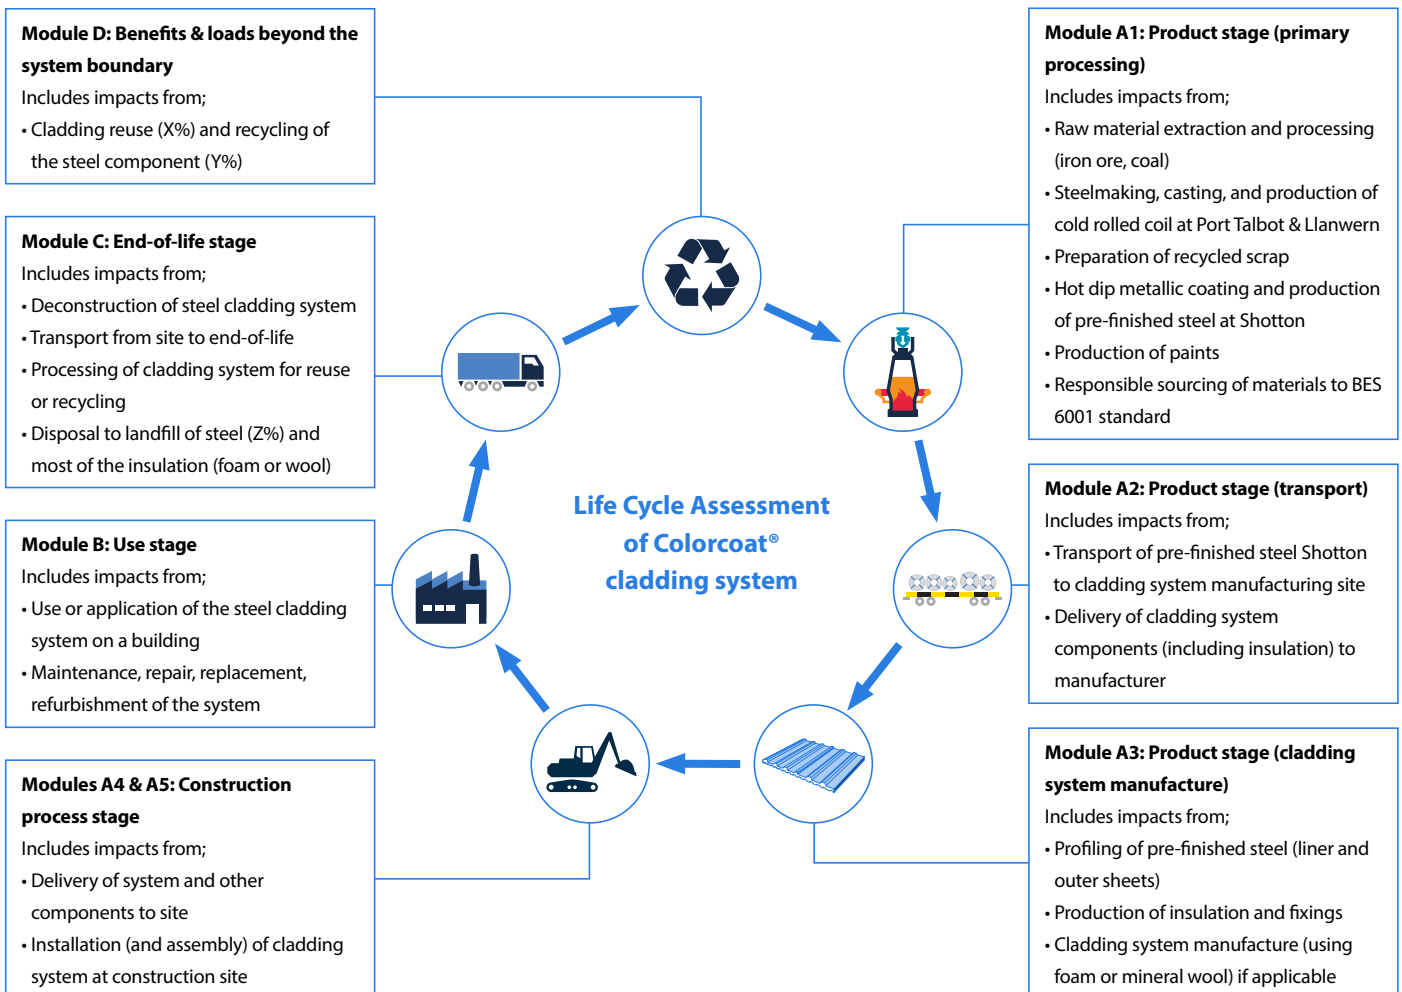 Module D: Benefits & loads beyond the
system boundary
Includes impacts from;
• Cladding reuse (X%) and recycling of
the steel component (Y%)
Module C: End-of-life stage
Includes impacts from;
• Deconstruction of steel cladding system
• Transport from site to end-of-life
• Processing of cladding system for reuse
or recycling
• Disposal to landfill of steel (Z%) and
most of the insulation (foam or wool)
Module B: Use stage
Includes impacts from;
• Use or application of the steel cladding
system on a building
• Maintenance, repair, replacement,
refurbishment of the system
Modules A4 & A5: Construction
process stage
Includes impacts from;
• Delivery of system and other
components to site
• Installation (and assembly) of cladding
system at construction site
Life Cycle Assessment
of Colorcoat®
cladding system
Module A1: Product stage (primary
processing)
Includes impacts from;
• Raw material extraction and processing
(iron ore, coal)
• Steelmaking, casting, and production of
cold rolled coil at Port Talbot & Llanwern
• Preparation of recycled scrap
• Hot dip metallic coating and production
of pre-finished steel at Shotton
• Production of paints
• Responsible sourcing of materials to BES
6001 standard
Module A2: Product stage (transport)
Includes impacts from;
• Transport of pre-finished steel Shotton
to cladding system manufacturing site
• Delivery of cladding system
components (including insulation) to
manufacturer
Module A3: Product stage (cladding
system manufacture)
Includes impacts from;
• Profiling of pre-finished steel (liner and
outer sheets)
• Production of insulation and fixings
• Cladding system manufacture (using
foam or mineral wool) if applicable